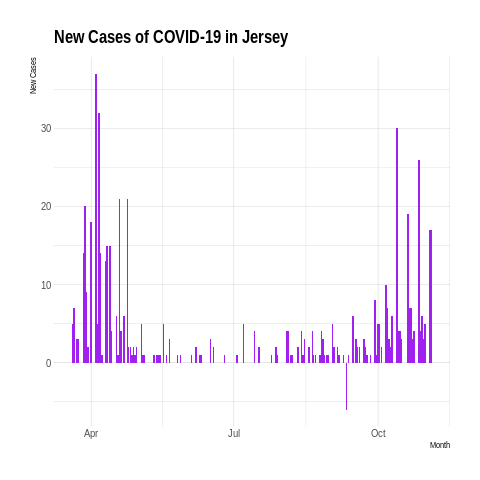 New Cases of COVID-19 in Jersey
New Cases
30
20
10
0
Apr
Jul
Oct
Month